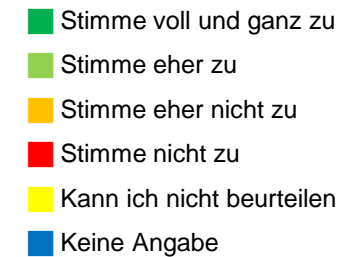 Stimme voll und ganz zu
Stimme eher zu
Stimme eher nicht zu
Stimme nicht zu
Kann ich nicht beurteilen
Keine Angabe